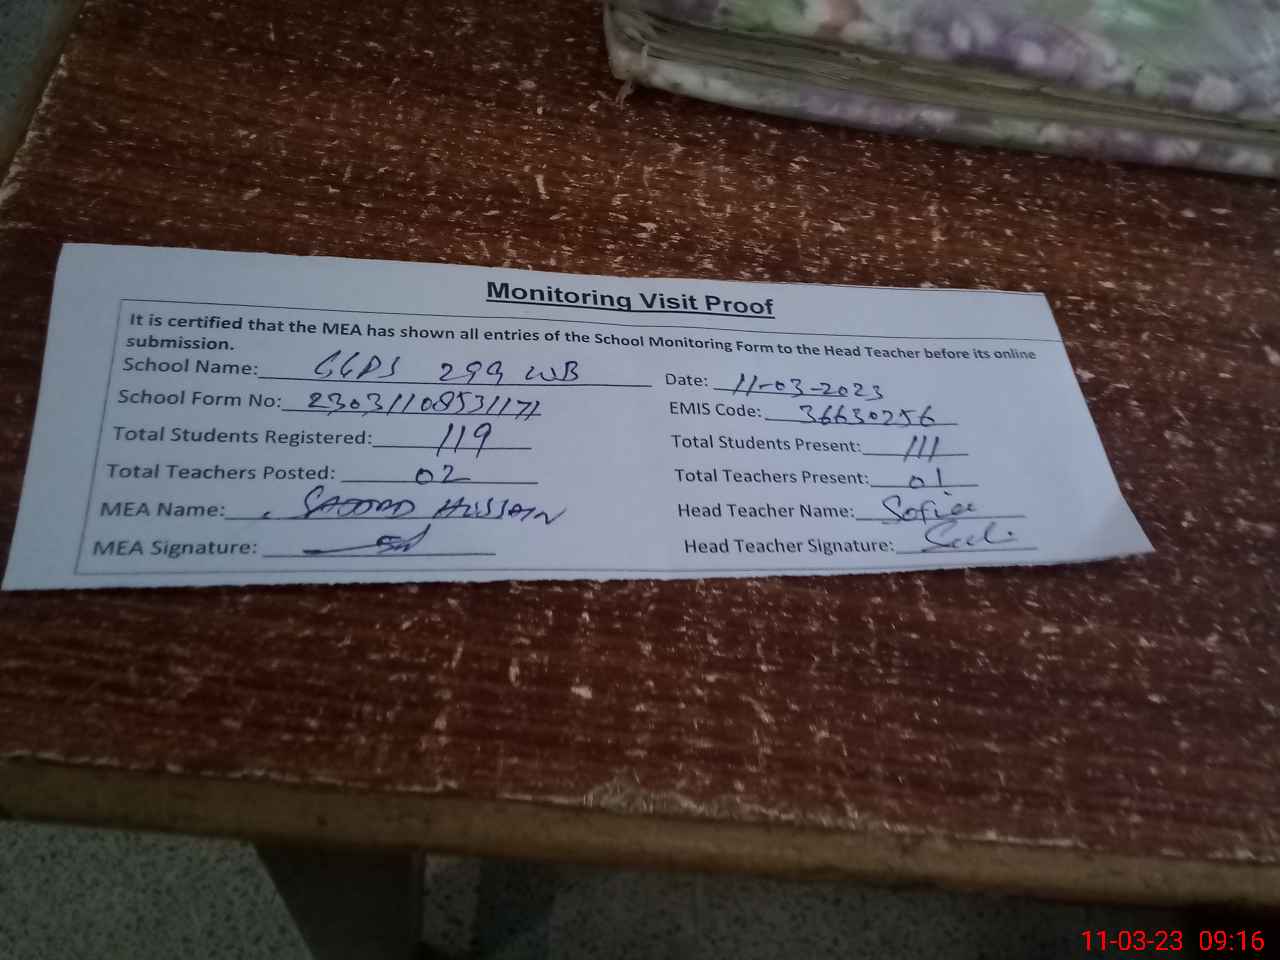 Monitoring Visit Proof
It is certified that the MEA has shown all entries of the School Monitoring Form to the Head Teacher before its online
submission.
School Name: GGPS 299 WB Date: 11-03-2023
School Form No: 23031108531171 EMIS Code: 36630256
Total Students Registered: 119 Total Students Present: 111
Total Teachers Posted: 02 Total Teachers Present: 01
MEA Name: SAJJAD HUSSAIN Head Teacher Name: Sofia
MEA Signature: Head Teacher Signature:
11-03-23 09:16